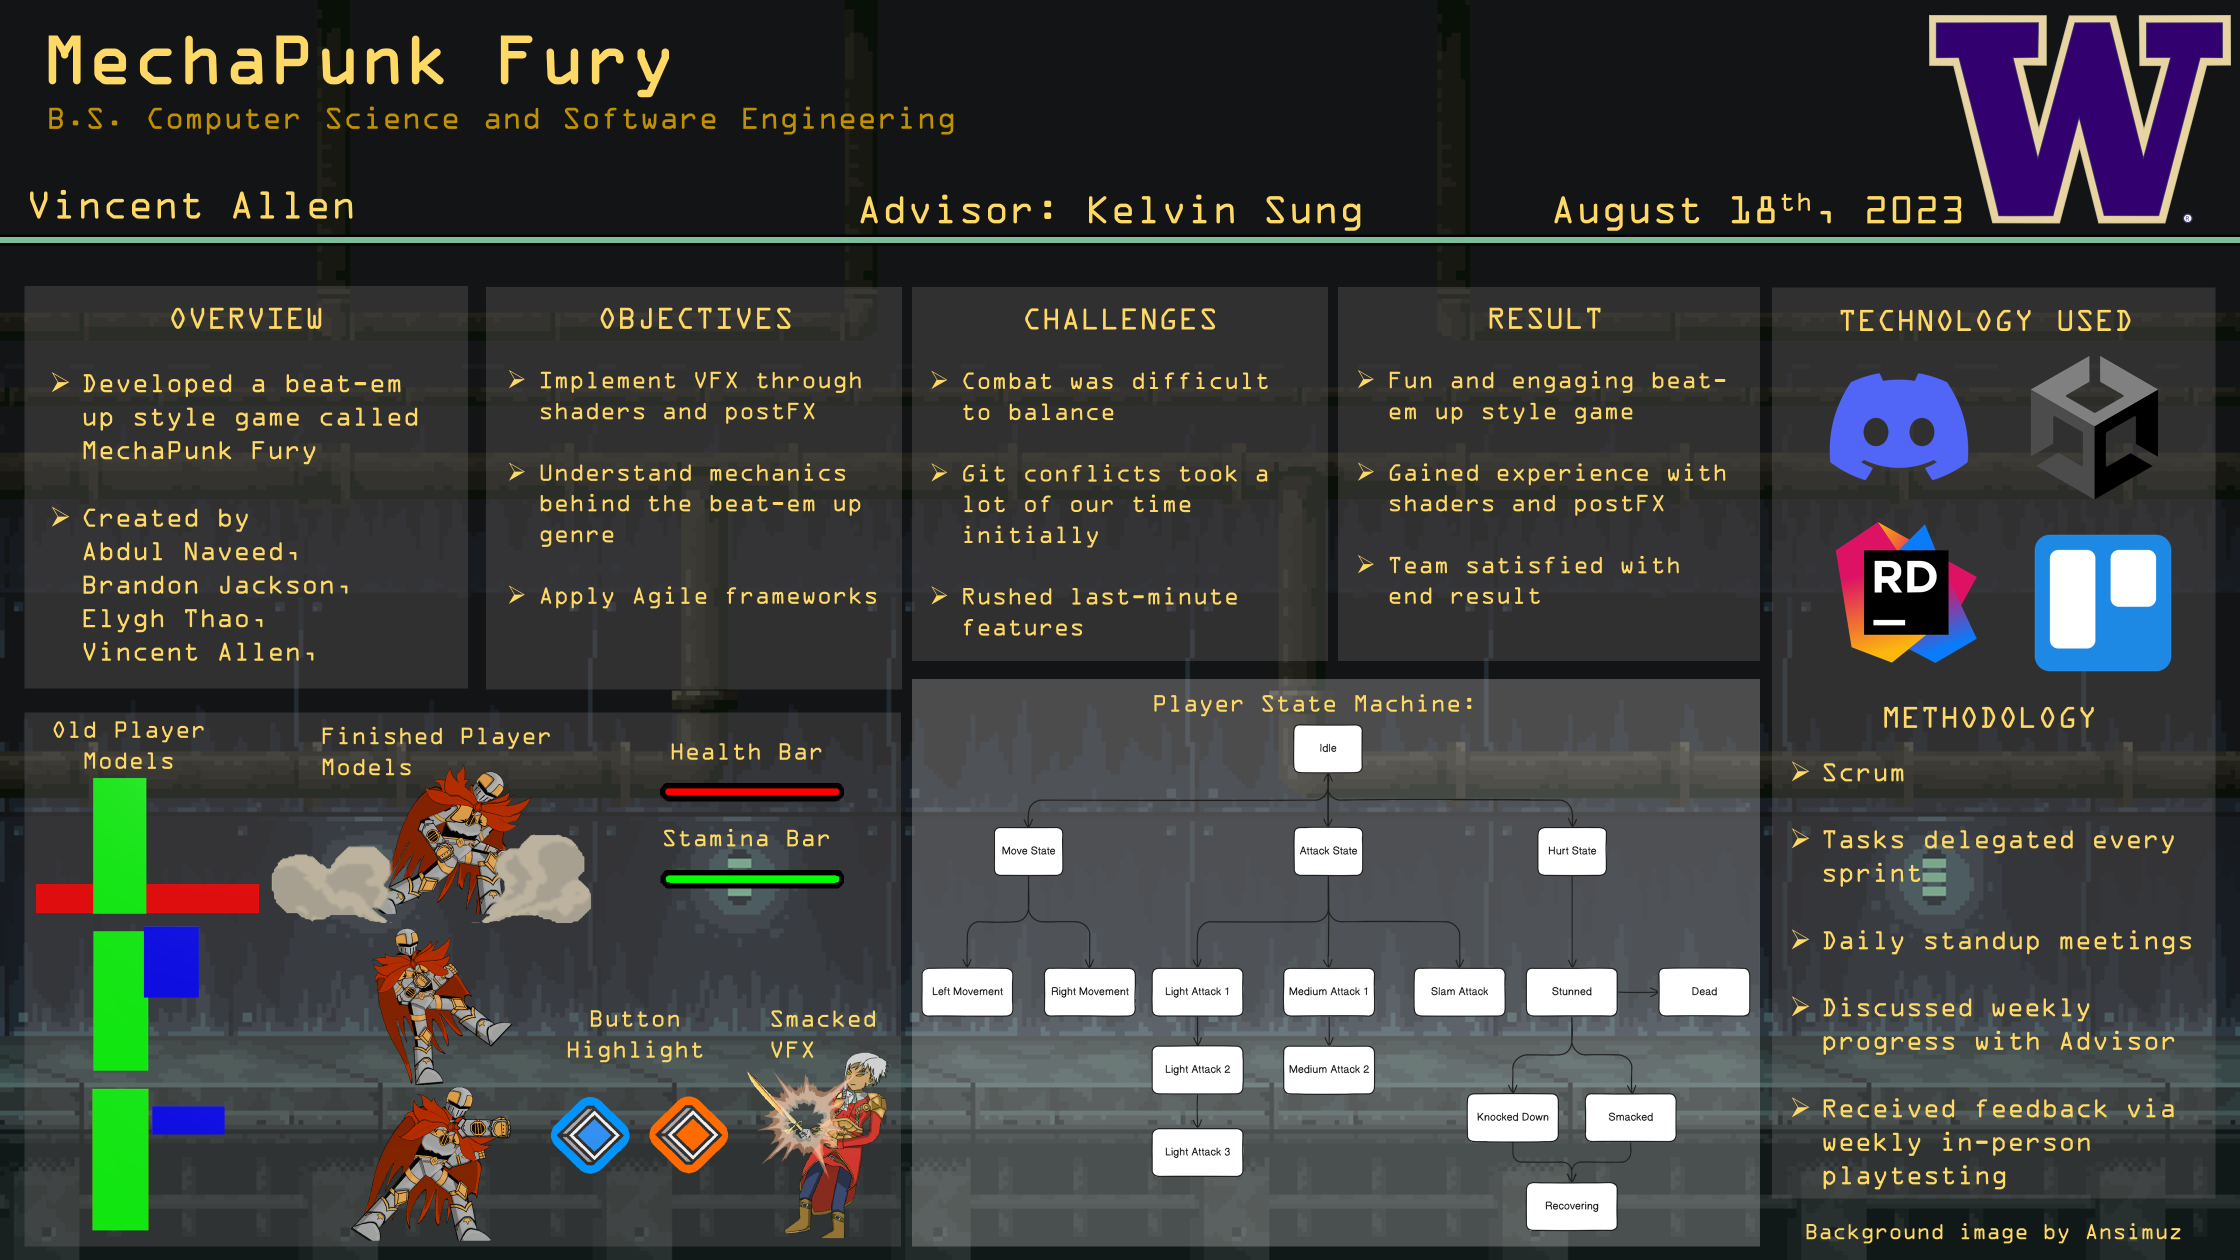 MechaPunk Fury
B.S. Computer Science and Software Engineering
Vincent Allen
Advisor: Kelvin Sung
August 18th, 2023
W
®
OVERVIEW
➢ Developed a beat-em
up style game called
MechaPunk Fury
➢ Created by
Abdul Naveed,
Brandon Jackson,
Elygh Thao,
Vincent Allen,
OBJECTIVES
➢ Implement VFX through
shaders and postFX
➢ Understand mechanics
behind the beat-em up
genre
➢ Apply Agile frameworks
CHALLENGES
➢ Combat was difficult
to balance
➢ Git conflicts took a
lot of our time
initially
➢ Rushed last-minute
features
RESULT
➢ Fun and engaging beat-
em up style game
➢ Gained experience with
shaders and postFX
➢ Team satisfied with
end result
TECHNOLOGY USED
RD
METHODOLOGY
➢ Scrum
➢ Tasks delegated every
sprint
➢ Daily standup meetings
➢ Discussed weekly
progress with Advisor
➢ Received feedback via
weekly in-person
playtesting
Old Player
Models
Finished Player
Models
Health Bar
Stamina Bar
Button
Highlight
Smacked
VFX
Player State Machine:
Idle
Move State
Attack State
Hurt State
Left Movement
Right Movement
Light Attack 1
Medium Attack 1
Slam Attack
Stunned
Dead
Light Attack 2
Medium Attack 2
Knocked Down
Smacked
Light Attack 3
Recovering
Background image by Ansimuz